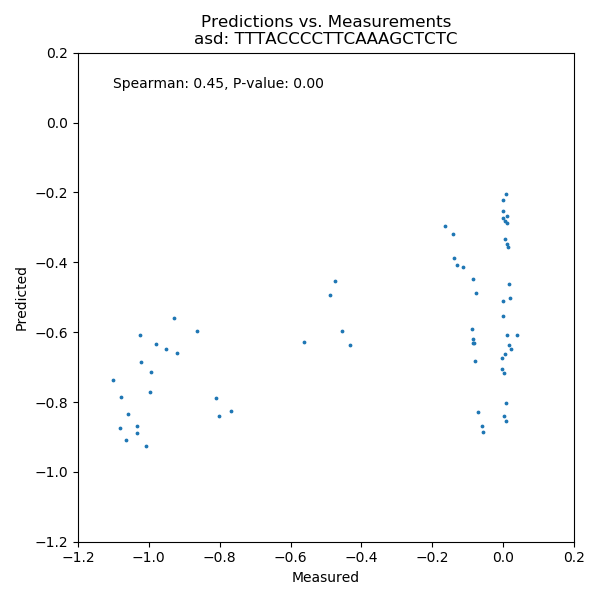 Predictions vs. Measurements
asd: TTTACCCCTTCAAAGCTCTC
Spearman: 0.45, P-value: 0.00
0.2
0.0
−0.2
−0.4
−0.6
−0.8
−1.0
−1.2
Predicted
−1.2 −1.0 −0.8 −0.6 −0.4 −0.2 0.0 0.2
Measured